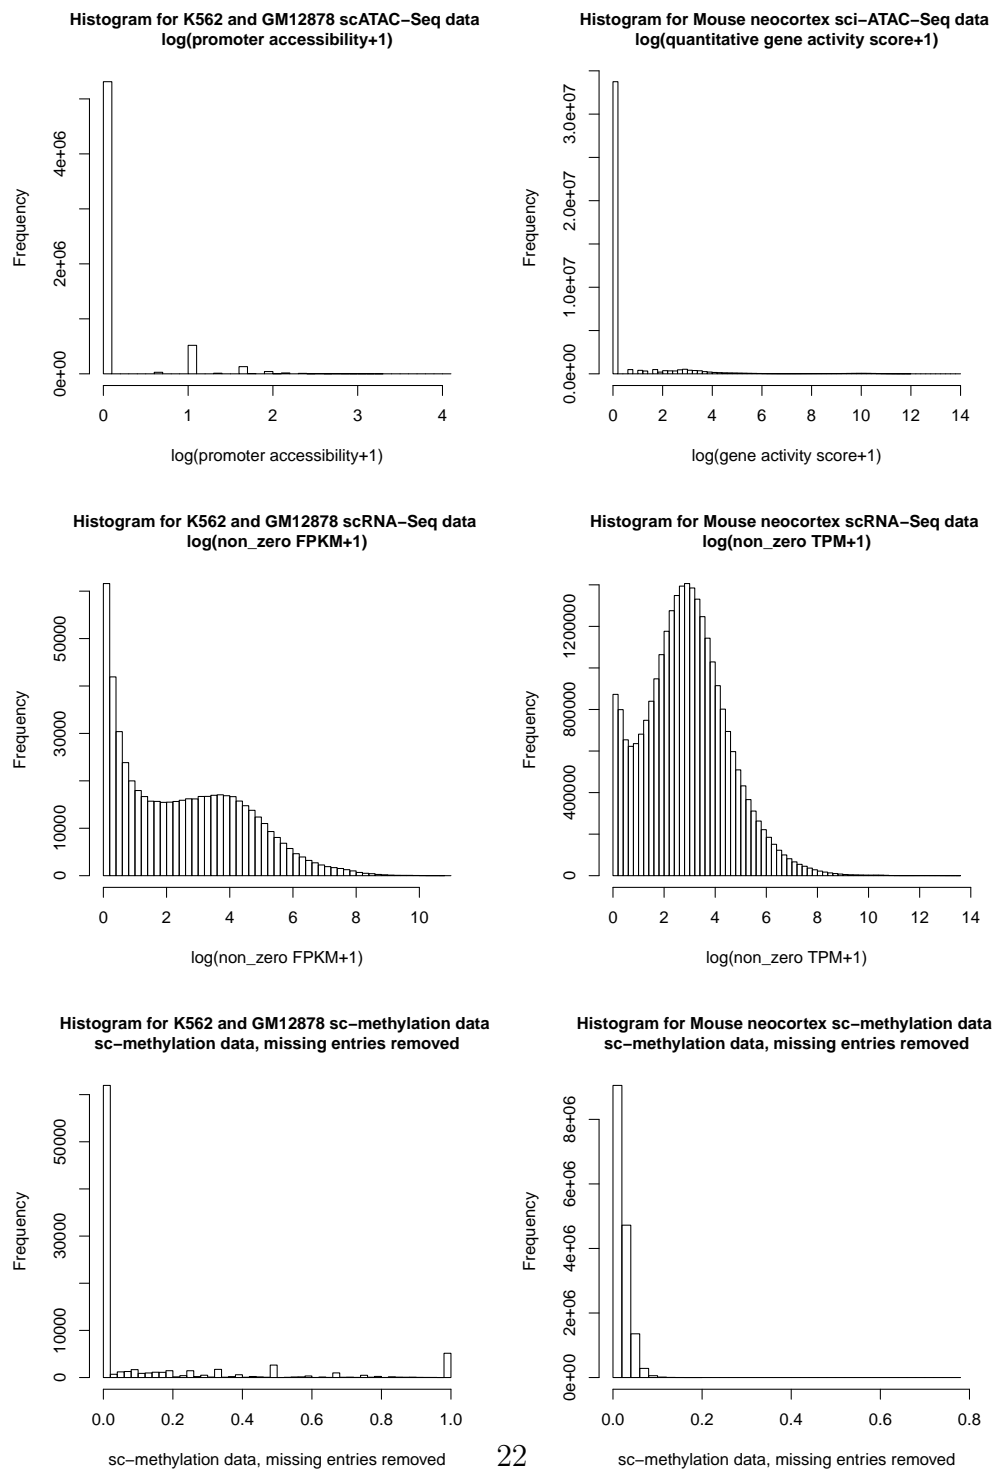 Histogram for K562 and GM12878 scATAC−Seq data
log(promoter accessibility+1)
Frequency
0e+00 2e+06 4e+06
0 1 2 3 4
log(promoter accessibility+1)
Histogram for Mouse neocortex sci−ATAC−Seq data
log(quantitative gene activity score+1)
Frequency
0.0e+00 1.0e+07 2.0e+07 3.0e+07
0 2 4 6 8 10 12 14
log(gene activity score+1)
Histogram for K562 and GM12878 scRNA−Seq data
log(non_zero FPKM+1)
Frequency
0 10000 30000 50000
0 2 4 6 8 10
log(non_zero FPKM+1)
Histogram for Mouse neocortex scRNA−Seq data
log(non_zero TPM+1)
Frequency
0 400000 800000 1200000
0 2 4 6 8 10 12 14
log(non_zero TPM+1)
Histogram for K562 and GM12878 sc−methylation data
sc−methylation data, missing entries removed
Frequency
0 10000 30000 50000
0.0 0.2 0.4 0.6 0.8 1.0
sc−methylation data, missing entries removed
Histogram for Mouse neocortex sc−methylation data
sc−methylation data, missing entries removed
Frequency
0e+00 2e+06 4e+06 6e+06 8e+06
0.0 0.2 0.4 0.6 0.8
sc−methylation data, missing entries removed
22